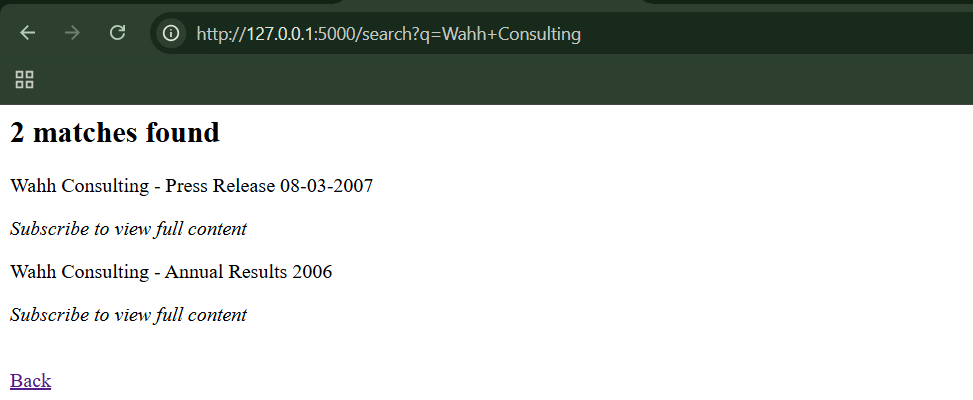 http://127.0.0.1:5000/search?q=Wahh+Consulting
2 matches found
Wahh Consulting - Press Release 08-03-2007
Subscribe to view full content
Wahh Consulting - Annual Results 2006
Subscribe to view full content
Back